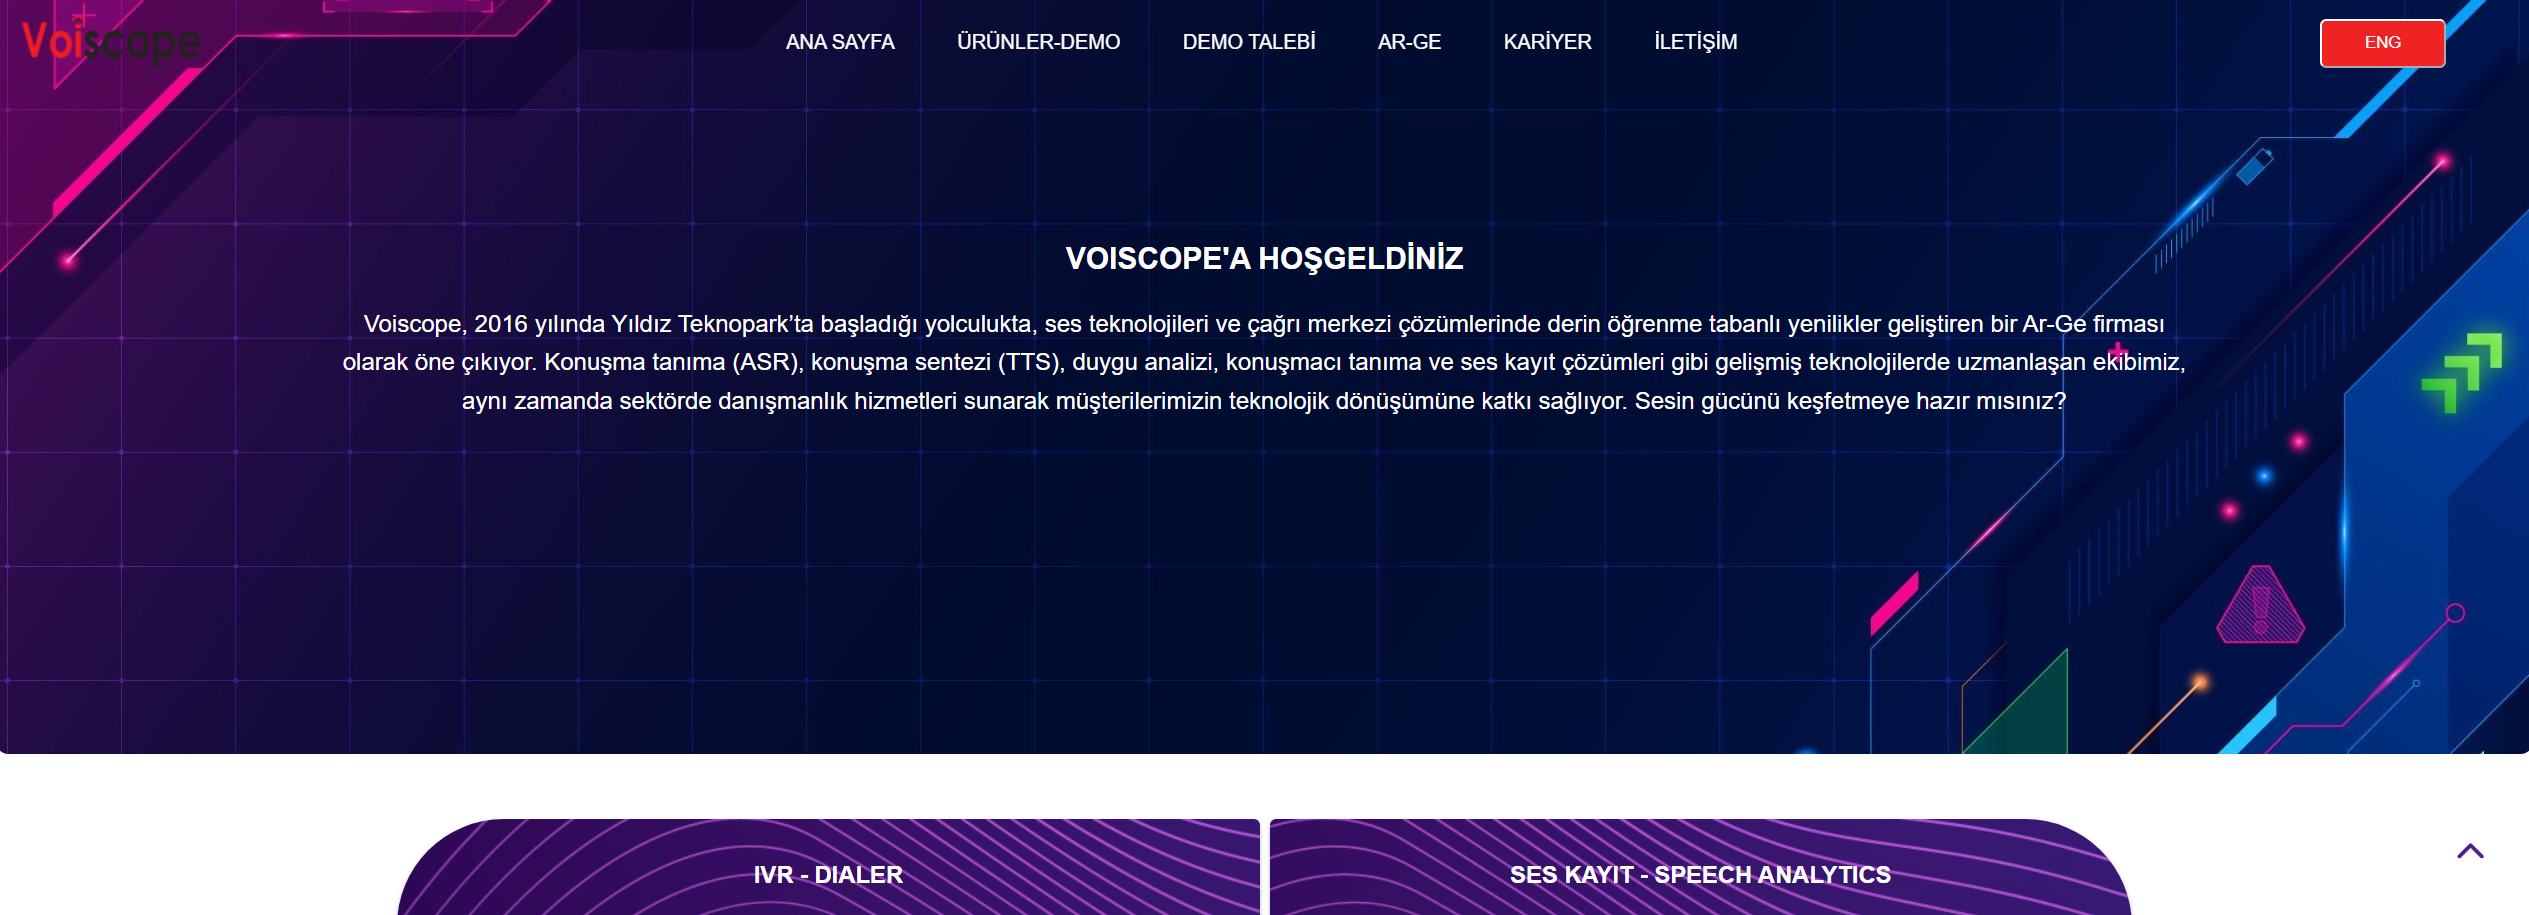 Voiscope
ANA SAYFA
ÜRÜNLER-DEMO
DEMO TALEBİ
AR-GE
KARİYER
İLETİŞİM
ENG
VOISCOPE'A HOŞGELDİNİZ
Voiscope, 2016 yılında Yıldız Teknopark’ta başladığı yolculukta, ses teknolojileri ve çağrı merkezi çözümlerinde derin öğrenme tabanlı yenilikler geliştiren bir Ar-Ge firması
olarak öne çıkıyor. Konuşma tanıma (ASR), konuşma sentezi (TTS), duygu analizi, konuşmacı tanıma ve ses kayıt çözümleri gibi gelişmiş teknolojilerde uzmanlaşan ekibimiz,
aynı zamanda sektörde danışmanlık hizmetleri sunarak müşterilerimizin teknolojik dönüşümüne katkı sağlıyor. Sesin gücünü keşfetmeye hazır mısınız?
IVR - DIALER
SES KAYIT - SPEECH ANALYTICS